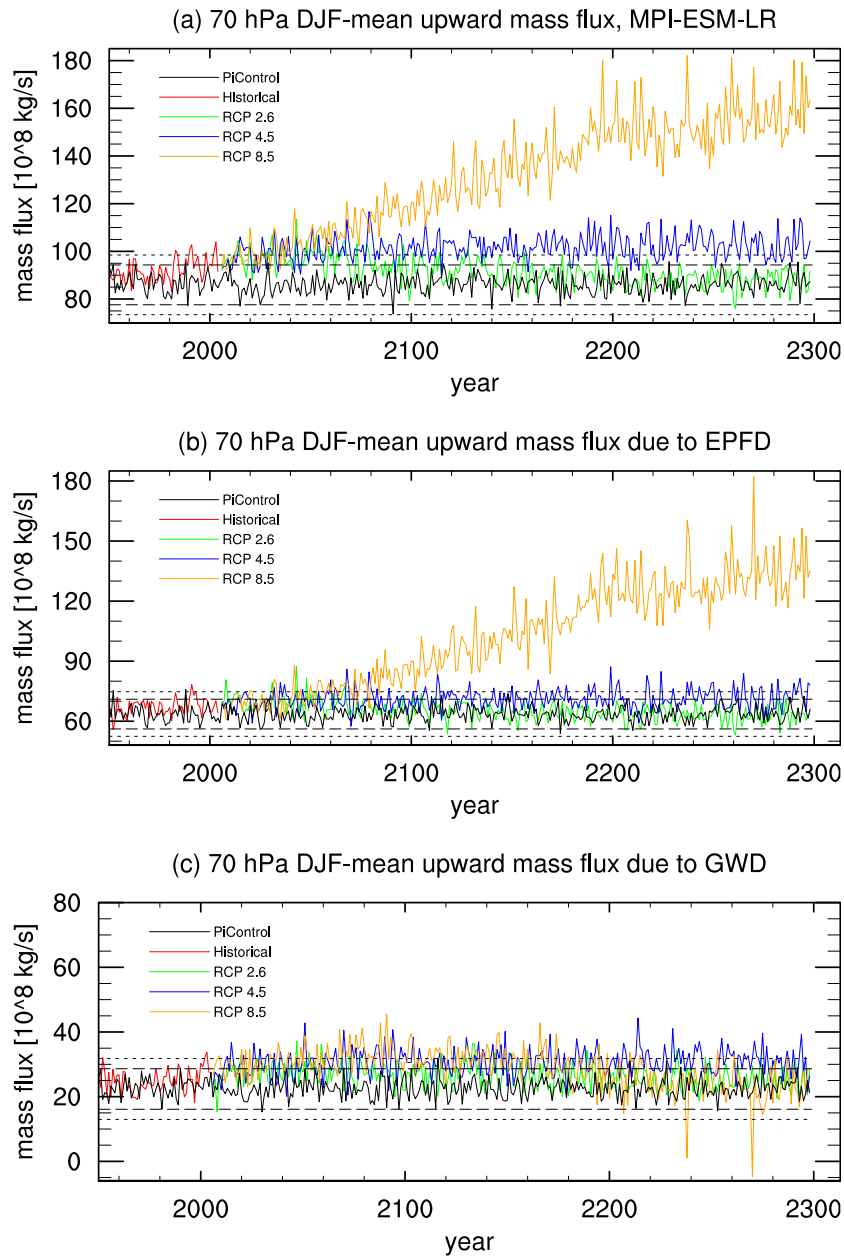 (a) 70 hPa DJF-mean upward mass flux, MPI-ESM-LR
180
160
140
120
100
80
mass flux [10^8 kg/s]
PiControl
Historical
RCP 2.6
RCP 4.5
RCP 8.5
2000 2100 2200 2300
year
(b) 70 hPa DJF-mean upward mass flux due to EPFD
180
150
120
90
60
mass flux [10^8 kg/s]
PiControl
Historical
RCP 2.6
RCP 4.5
RCP 8.5
2000 2100 2200 2300
year
(c) 70 hPa DJF-mean upward mass flux due to GWD
80
60
40
20
0
mass flux [10^8 kg/s]
PiControl
Historical
RCP 2.6
RCP 4.5
RCP 8.5
2000 2100 2200 2300
year